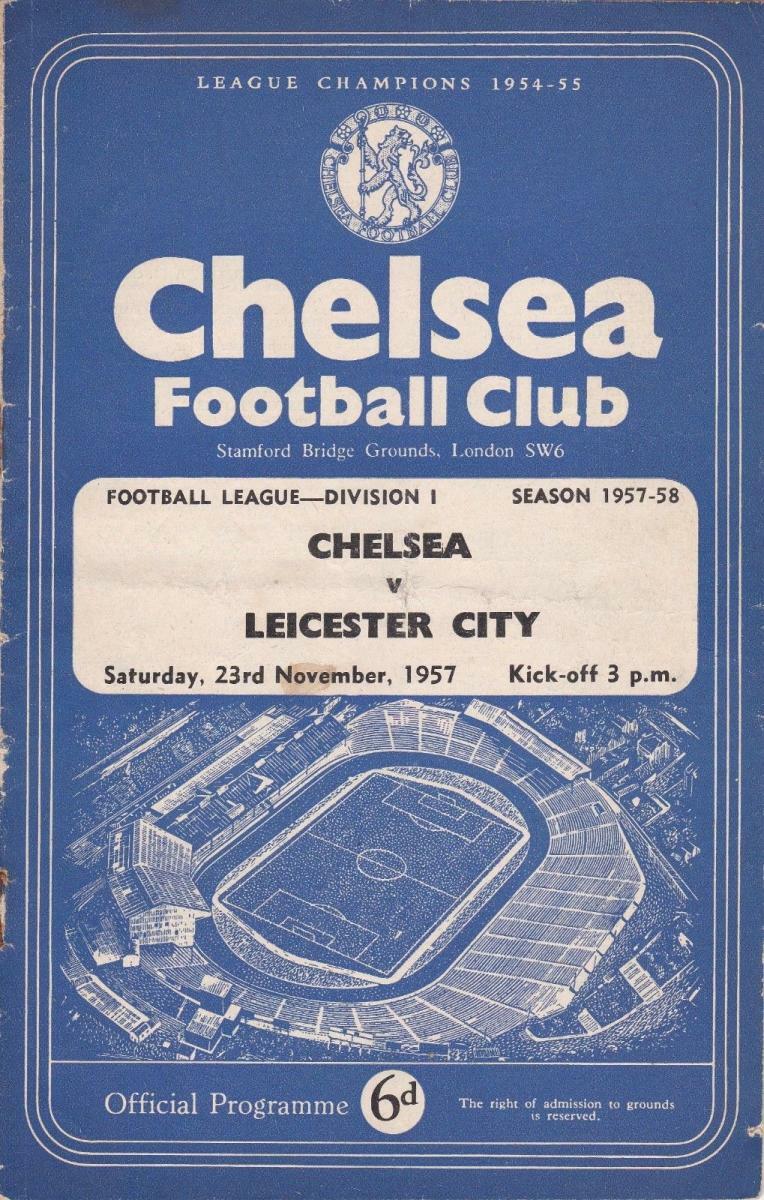 LEAGUE CHAMPIONS 1954-55
CHELSEA FOOTBALL CLUB
Chelsea
Football Club
Stamford Bridge Grounds, London SW6
FOOTBALL LEAGUE—DIVISION I SEASON 1957-58
CHELSEA
v
LEICESTER CITY
Saturday, 23rd November, 1957 Kick-off 3 p.m.
Official Programme 6d The right of admission to grounds
is reserved.